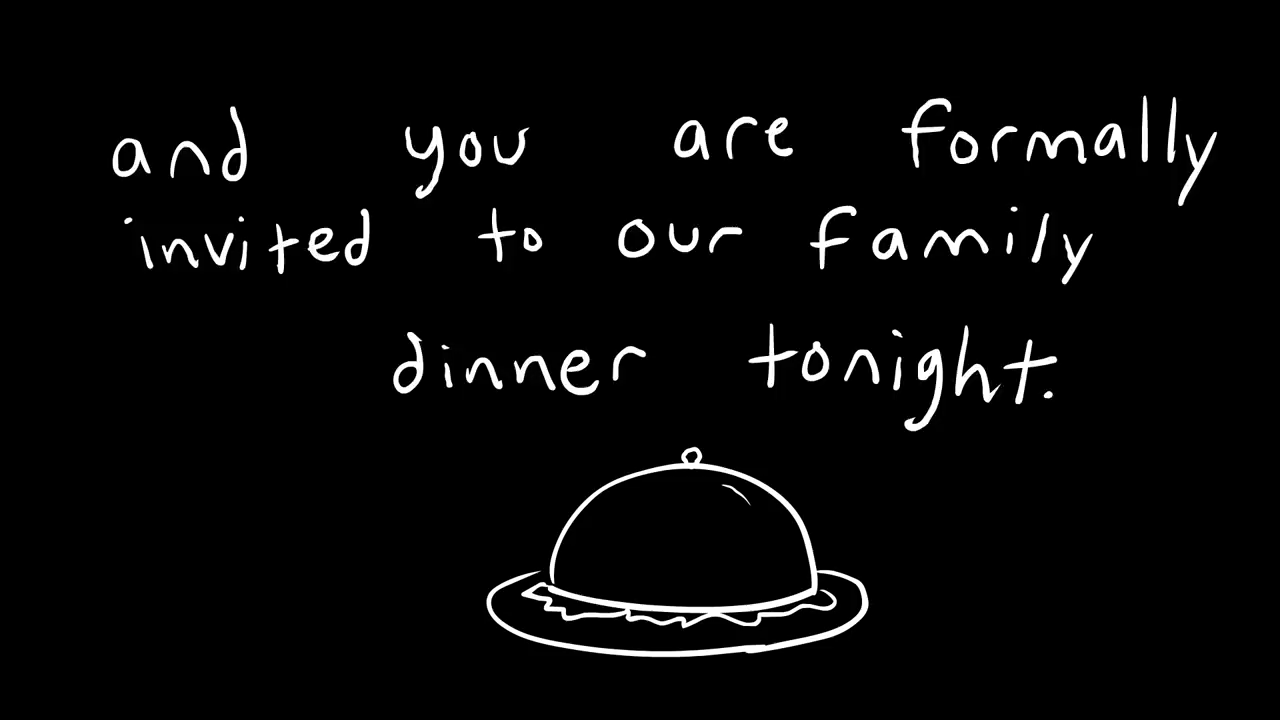 and you are formally
invited to our family
dinner tonight.